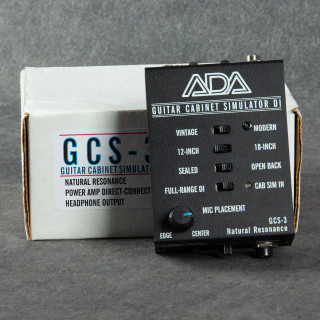 GCS-3
GUITAR CABINET SIMULATOR
NATURAL RESONANCE
POWER AMP DIRECT-CONNECT
HEADPHONE OUTPUT
ADA
GUITAR CABINET SIMULATOR DI
VINTAGE MODERN
12-INCH 10-INCH
SEALED OPEN BACK
FULL-RANGE DI CAB SIM IN
MIC PLACEMENT
EDGE CENTER
GCS-3
Natural Resonance